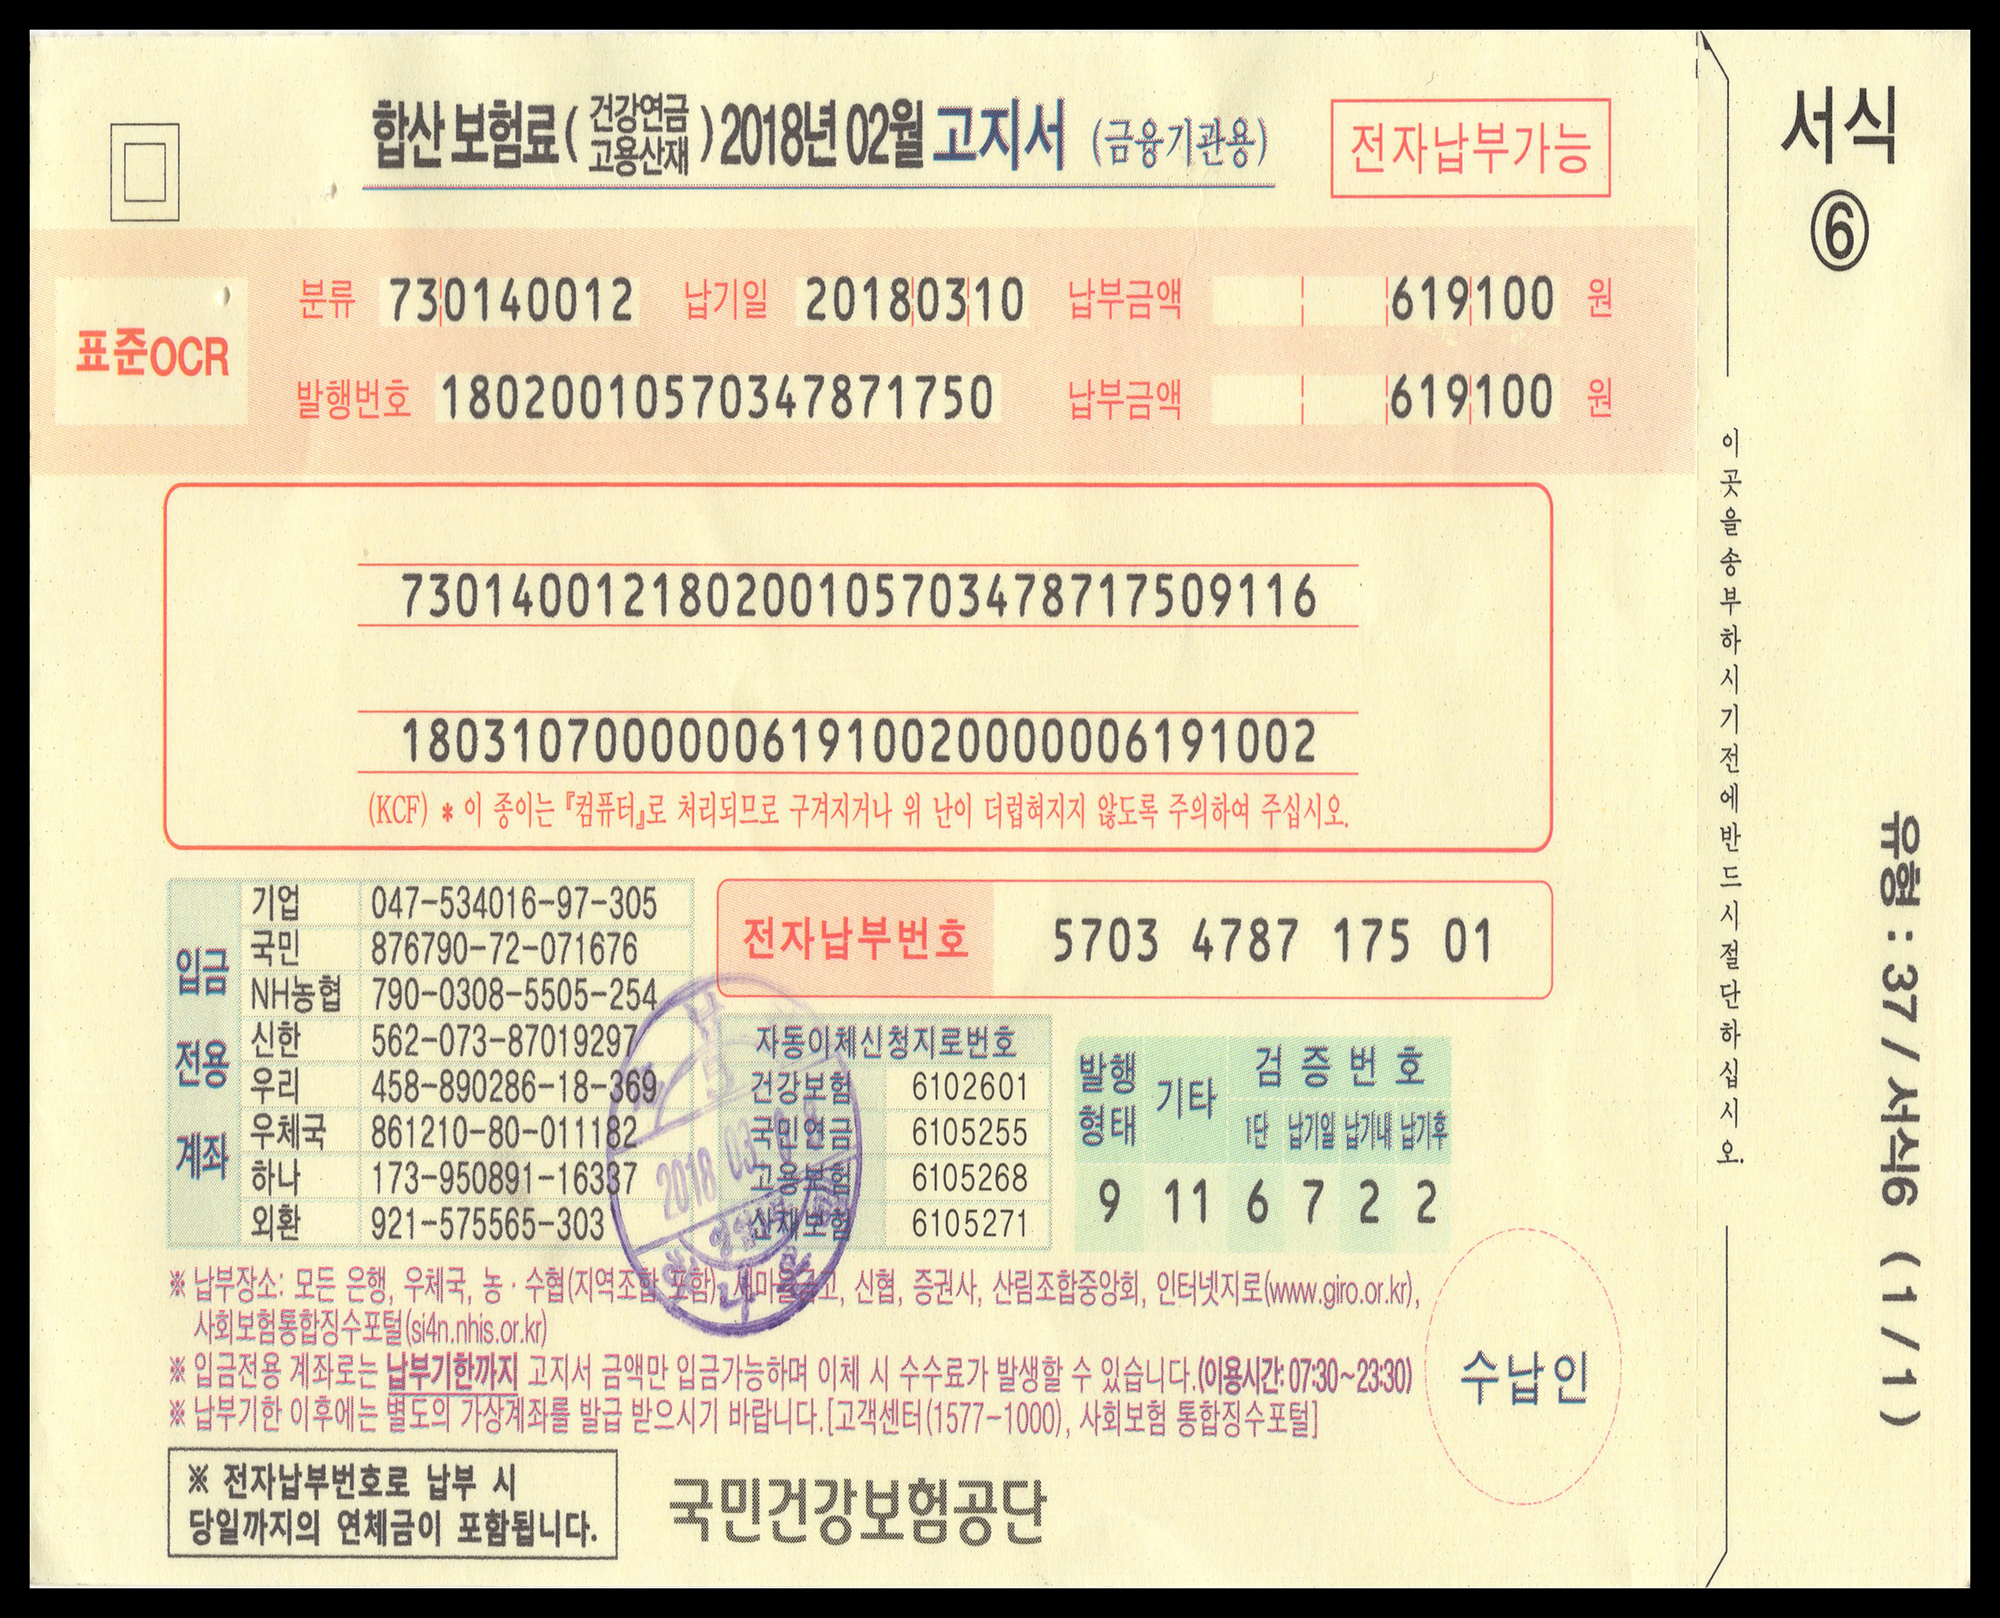 합산 보험료( 건강연금 고용산재 )2018년 02월 고지서 (금융기관용)
전자납부가능
서식
⑥
표준OCR
분류 730140012 납기일 20180310 납부금액 619100 원
발행번호 1802001057034787175​0 납부금액 619100 원
730140012180200105703478717509116
18031070000006191002000000​6191002
(KCF) * 이 종이는 『컴퓨터』로 처리되므로 구겨지거나 위 난이 더럽혀지지 않도록 주의하여 주십시오.
이곳을송부하시기전에반드시절단하십시오.
유형 : 37 / 서식6 ( 1 / 1 )
입금 전용 계좌
기업 047-534016-97-305
국민 876790-72-071676
NH농협 790-0308-5505-254
신한 562-073-87019297
우리 458-890286-18-369
우체국 861210-80-011182
하나 173-950891-16337
외환 921-575565-303
전자납부번호 5703 4787 175 01
자동이체신청지로번호
건강보험 6102601
국민연금 6105255
고용보험 6105268
산재보험 6105271
2018 03
발행형태 기타 검증번호
1단 납기일 납기내 납기후
9 11 6 7 2 2
※ 납부장소: 모든 은행, 우체국, 농·수협(지역조합 포함), 새마을금고, 신협, 증권사, 산림조합중앙회, 인터넷지로(www.giro.or.kr),
사회보험통합징수포털(si4n.nhis.or.kr)
※ 입금전용 계좌로는 납부기한까지 고지서 금액만 입금가능하며 이체 시 수수료가 발생할 수 있습니다.(이용시간: 07:30~23:30)
※ 납부기한 이후에는 별도의 가상계좌를 발급 받으시기 바랍니다.[고객센터(1577-1000), 사회보험 통합징수포털]
수납인
※ 전자납부번호로 납부 시
당일까지의 연체금이 포함됩니다.
국민건강보험공단